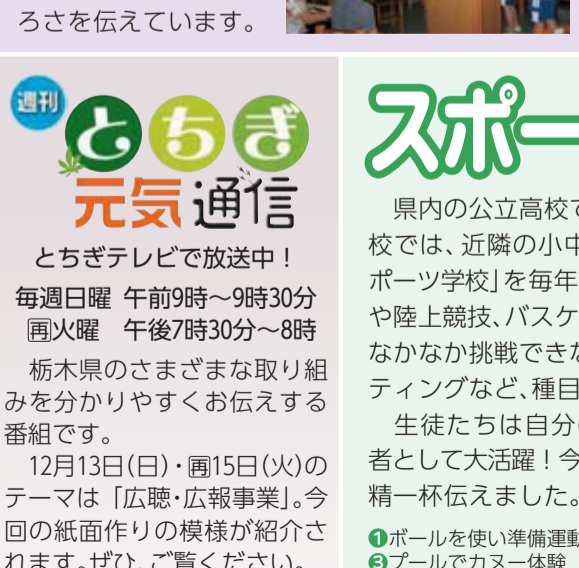 ろさを伝えています。
週刊
とちぎ
元気通信
とちぎテレビで放送中！
毎週日曜 午前9時～9時30分
再火曜 午後7時30分～8時
栃木県のさまざまな取り組
みを分かりやすくお伝えする
番組です。
12月13日(日)・再15日(火)の
テーマは「広聴・広報事業」。今
回の紙面作りの模様が紹介さ
れます。ぜひ、ご覧ください。
スポー
県内の公立高校で
校では、近隣の小中
ポーツ学校」を毎年
や陸上競技、バスケ
なかなか挑戦できな
ティングなど、種目
生徒たちは自分
者として大活躍！今
精一杯伝えました。
❶ボールを使い準備運動
❸プールでカヌー体験